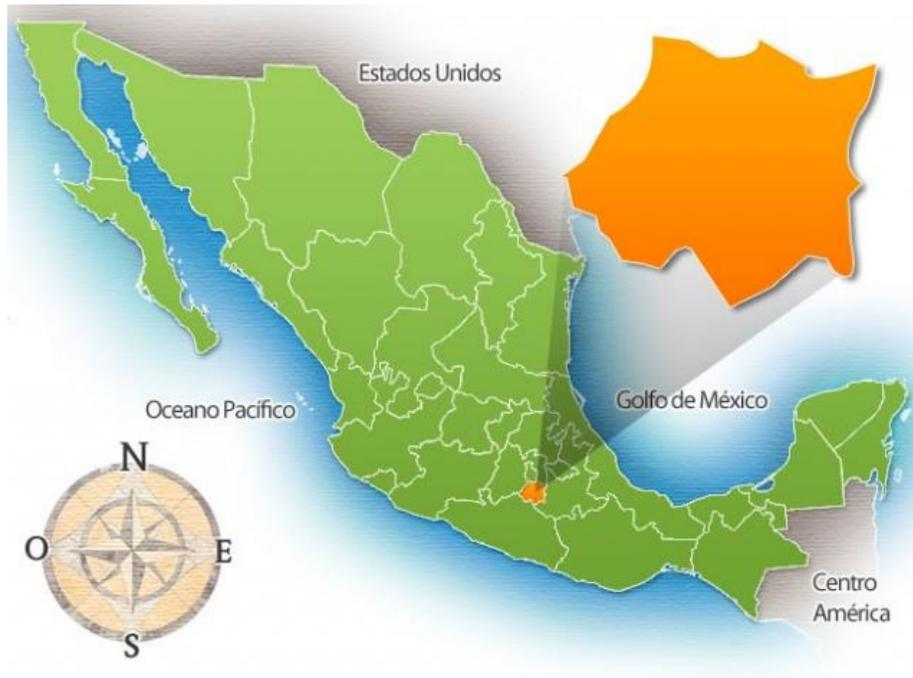 Estados Unidos
Golfo de México
Oceano Pacífico
N
O
E
S
Centro
América